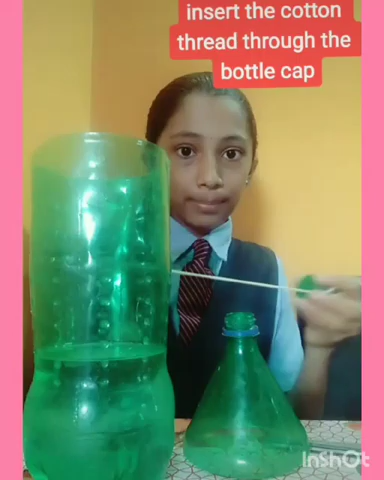 insert the cotton
thread through the
bottle cap
InShOt